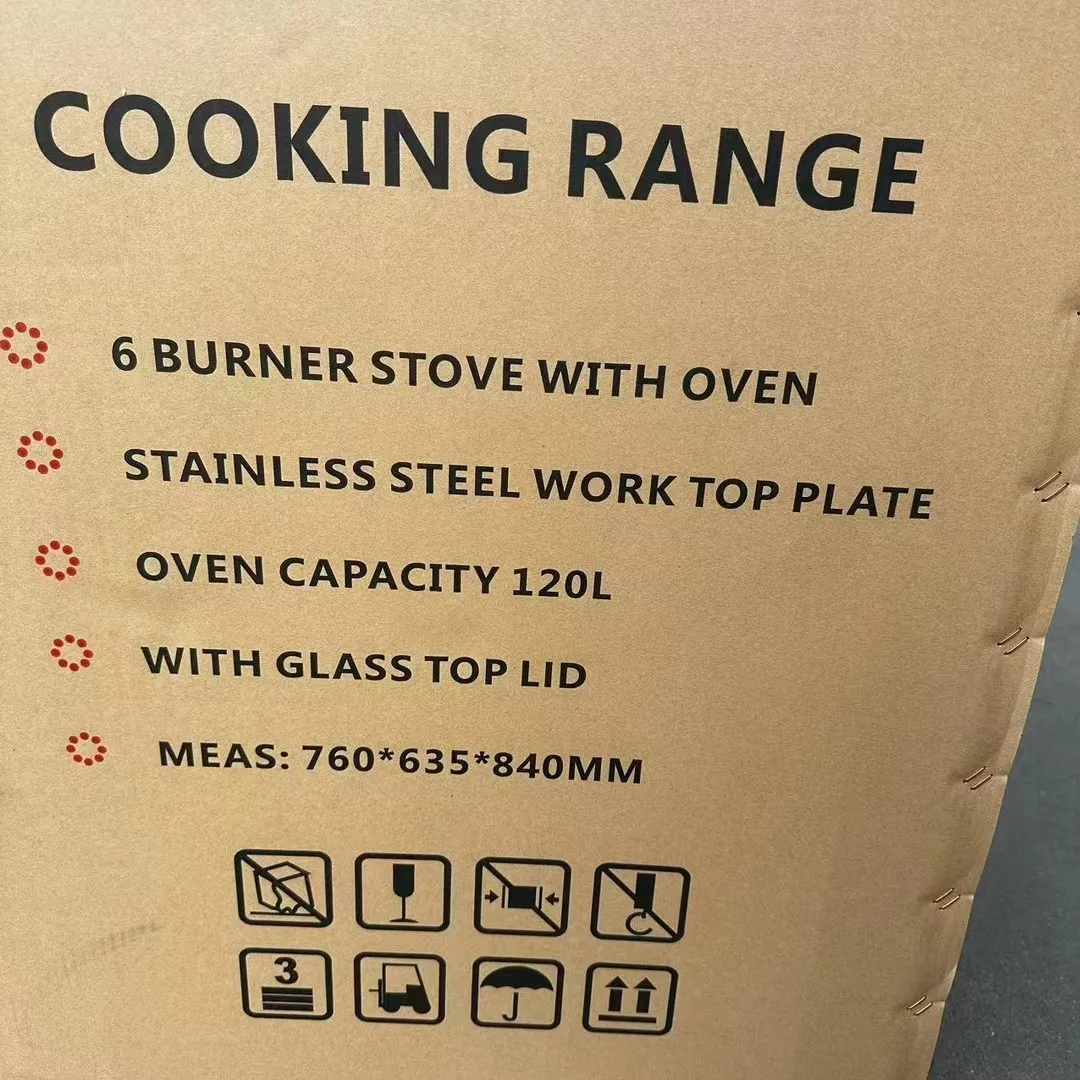 COOKING RANGE
6 BURNER STOVE WITH OVEN
STAINLESS STEEL WORK TOP PLATE
OVEN CAPACITY 120L
WITH GLASS TOP LID
MEAS: 760*635*840MM
3